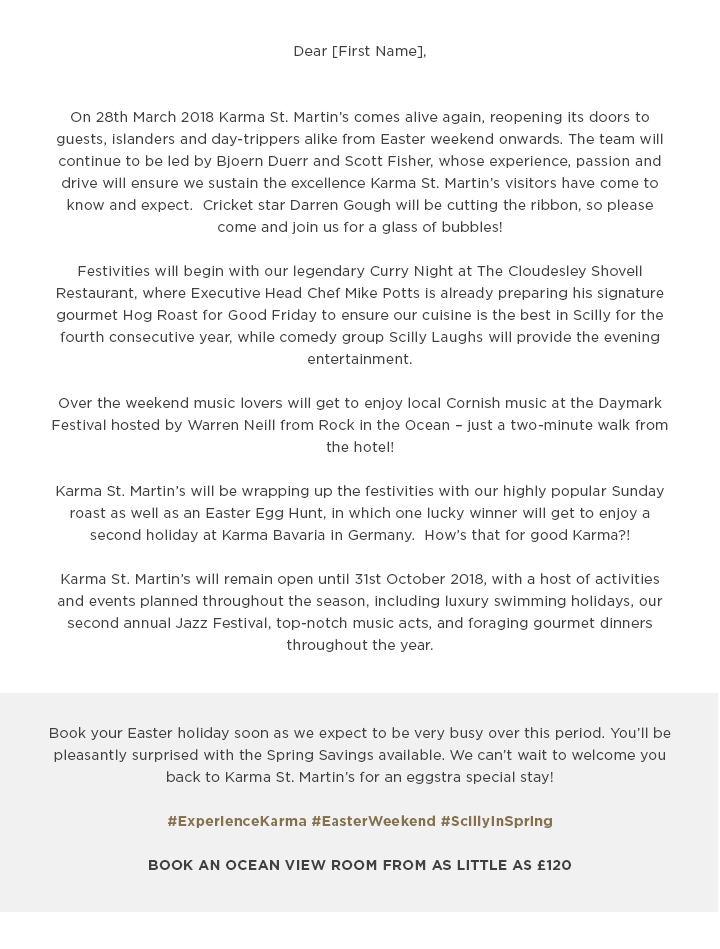 Dear [First Name],
On 28th March 2018 Karma St. Martin's comes alive again, reopening its doors to
guests, islanders and day-trippers alike from Easter weekend onwards. The team will
continue to be led by Bjoern Duerr and Scott Fisher, whose experience, passion and
drive will ensure we sustain the excellence Karma St. Martin's visitors have come to
know and expect.  Cricket star Darren Gough will be cutting the ribbon, so please
come and join us for a glass of bubbles!
Festivities will begin with our legendary Curry Night at The Cloudesley Shovell
Restaurant, where Executive Head Chef Mike Potts is already preparing his signature
gourmet Hog Roast for Good Friday to ensure our cuisine is the best in Scilly for the
fourth consecutive year, while comedy group Scilly Laughs will provide the evening
entertainment.
Over the weekend music lovers will get to enjoy local Cornish music at the Daymark
Festival hosted by Warren Neill from Rock in the Ocean – just a two-minute walk from
the hotel!
Karma St. Martin's will be wrapping up the festivities with our highly popular Sunday
roast as well as an Easter Egg Hunt, in which one lucky winner will get to enjoy a
second holiday at Karma Bavaria in Germany.  How's that for good Karma?!
Karma St. Martin's will remain open until 31st October 2018, with a host of activities
and events planned throughout the season, including luxury swimming holidays, our
second annual Jazz Festival, top-notch music acts, and foraging gourmet dinners
throughout the year.
Book your Easter holiday soon as we expect to be very busy over this period. You'll be
pleasantly surprised with the Spring Savings available. We can't wait to welcome you
back to Karma St. Martin's for an eggstra special stay!
#ExperienceKarma #EasterWeekend #ScillyInSpring
BOOK AN OCEAN VIEW ROOM FROM AS LITTLE AS £120